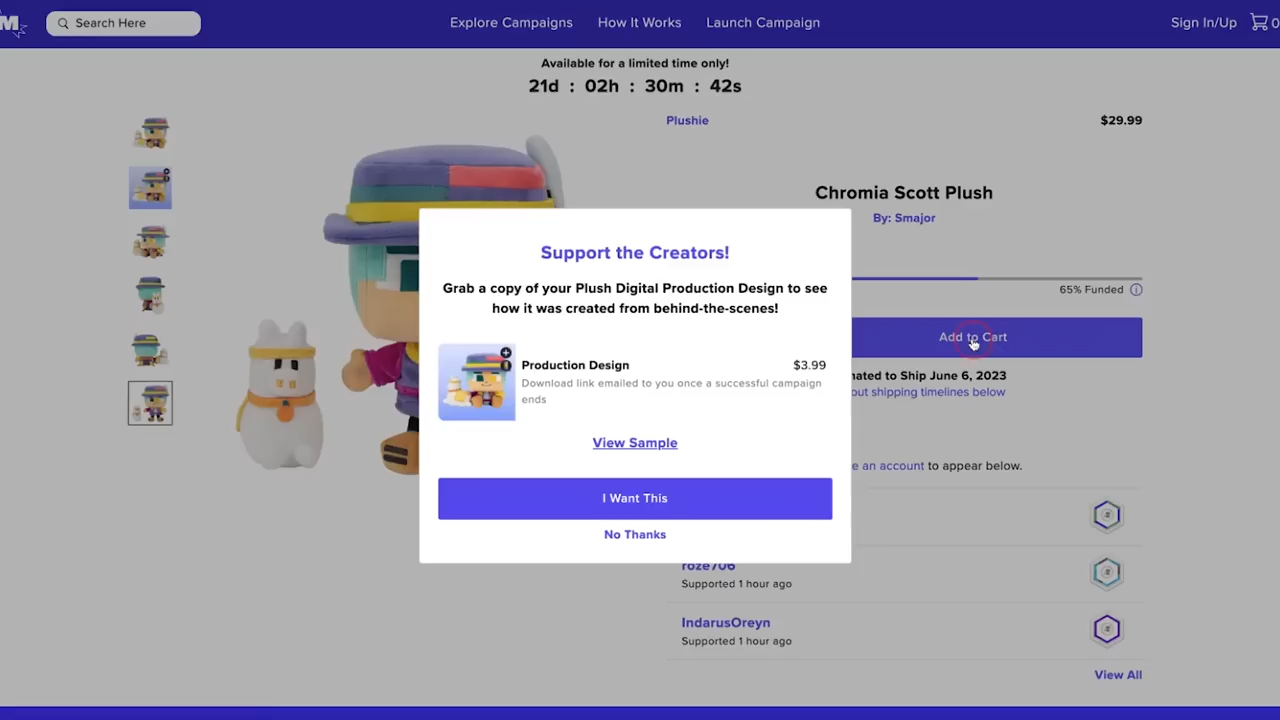 M
Search Here
Explore Campaigns
How It Works
Launch Campaign
Sign In/Up
0
Available for a limited time only!
21d : 02h : 30m : 42s
Plushie
$29.99
Chromia Scott Plush
By: Smajor
65% Funded
Add to Cart
Support the Creators!
Grab a copy of your Plush Digital Production Design to see
how it was created from behind-the-scenes!
Production Design
$3.99
Download link emailed to you once a successful campaign
ends
View Sample
I Want This
No Thanks
to Ship June 6, 2023
shipping timelines below
an account to appear below.
roze706
Supported 1 hour ago
IndarusOreyn
Supported 1 hour ago
View All